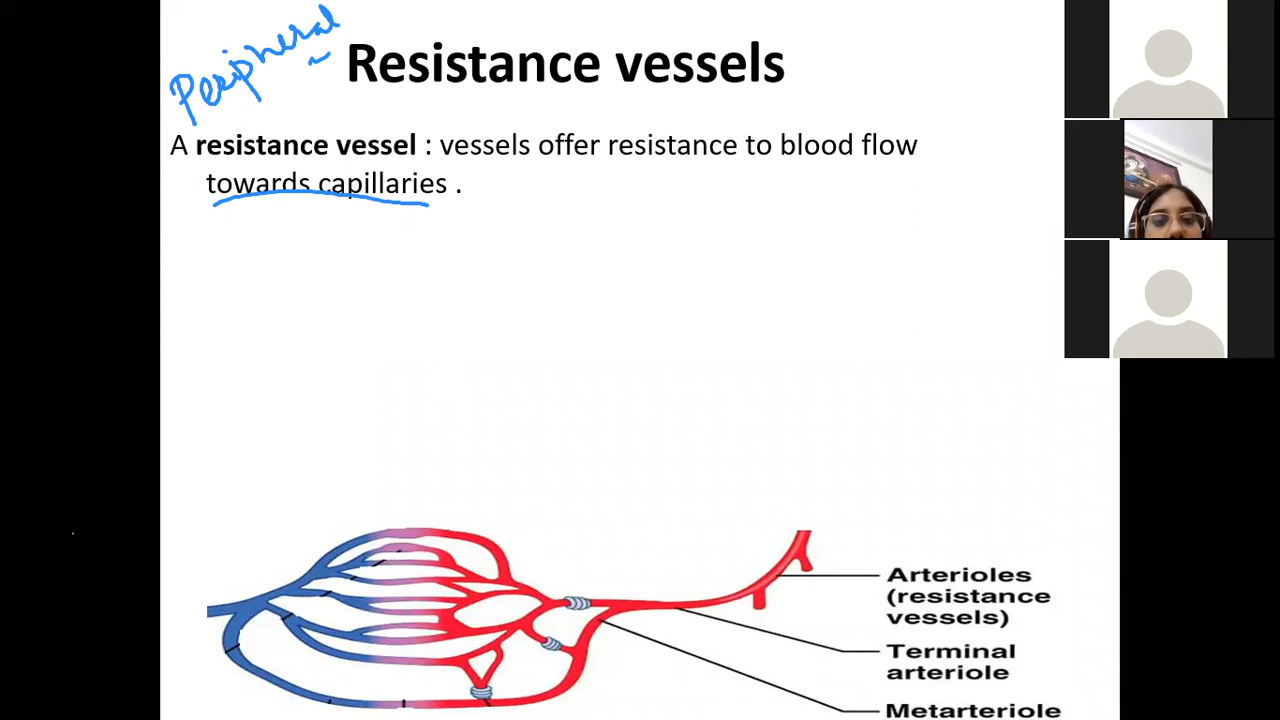 Peripheral
Resistance vessels
A resistance vessel : vessels offer resistance to blood flow
towards capillaries .
Arterioles
(resistance
vessels)
Terminal
arteriole
Metarteriole